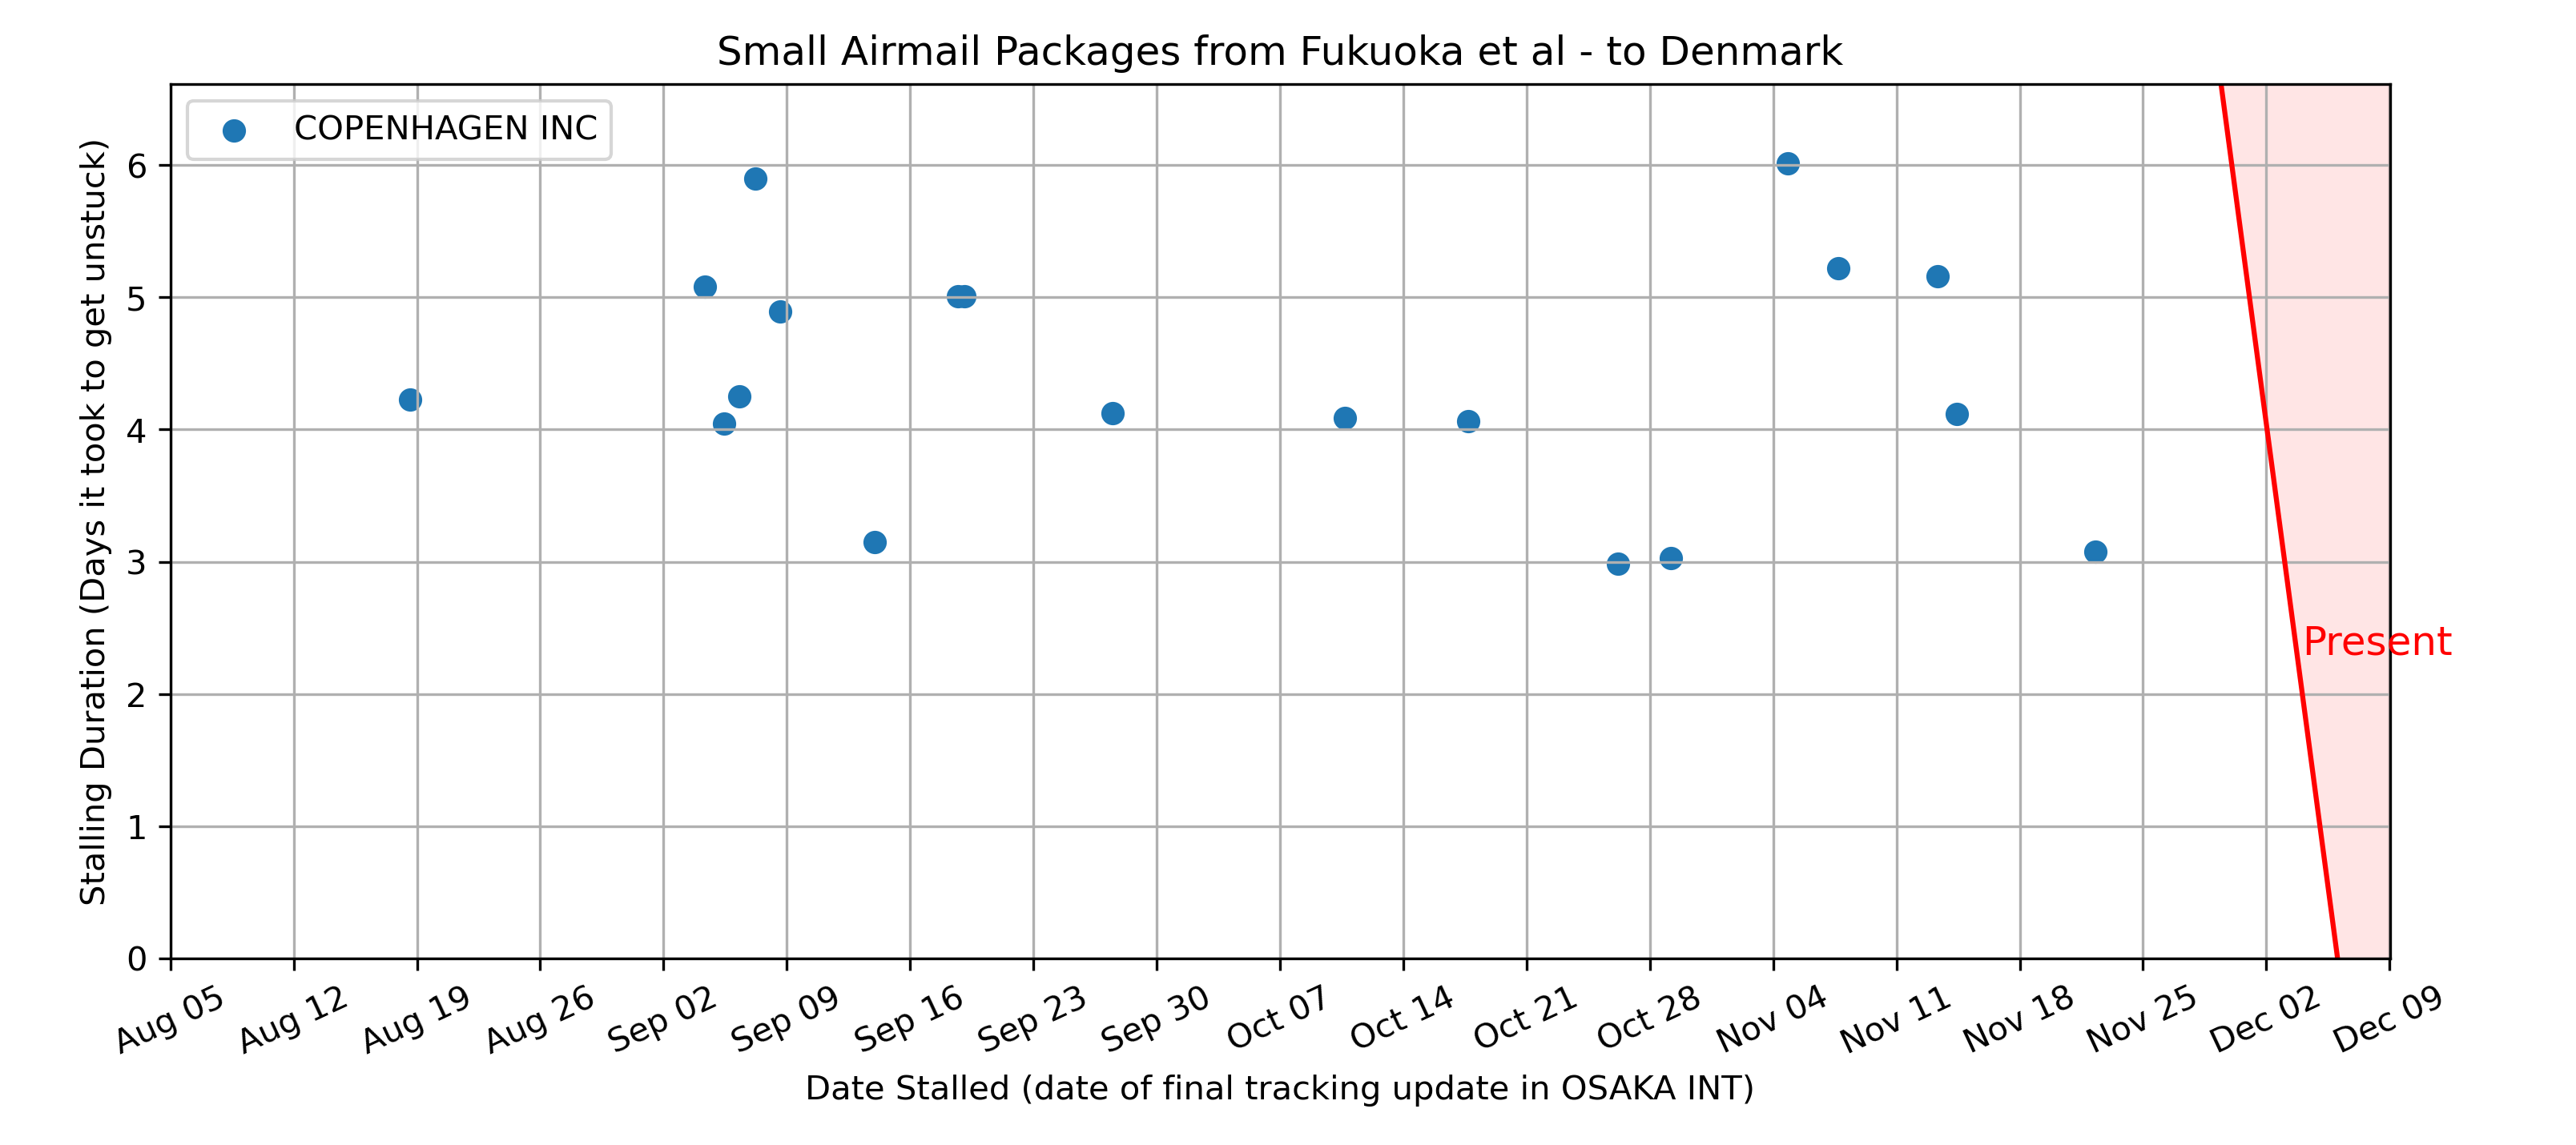 Small Airmail Packages from Fukuoka et al - to Denmark
COPENHAGEN INC
Stalling Duration (Days it took to get unstuck)
6
5
4
3
2
1
0
Present
Aug 05 Aug 12 Aug 19 Aug 26 Sep 02 Sep 09 Sep 16 Sep 23 Sep 30 Oct 07 Oct 14 Oct 21 Oct 28 Nov 04 Nov 11 Nov 18 Nov 25 Dec 02 Dec 09
Date Stalled (date of final tracking update in OSAKA INT)